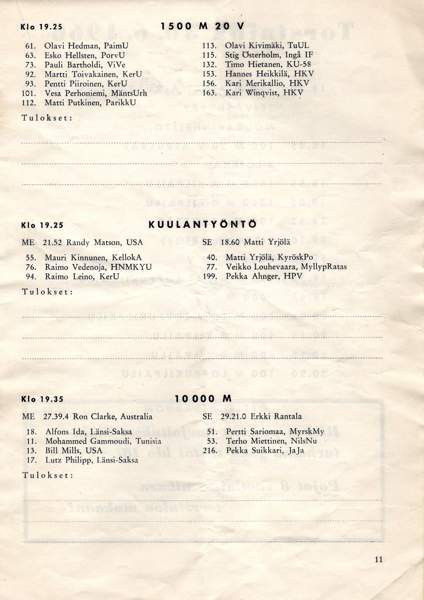 Klo 19.25 1500 M 20 V
61. Olavi Hedman, PaimU
63. Esko Hellsten, PorvU
73. Pauli Bartholdi, ViVe
92. Martti Toivakainen, KerU
93. Pentti Piiroinen, KerU
101. Vesa Perhoniemi, MäntsUrh
112. Matti Putkinen, ParikkU
113. Olavi Kivimäki, TuUL
115. Stig Österholm, Ingå IF
132. Timo Hietanen, KU-58
153. Hannes Heikkilä, HKV
156. Kari Merikallio, HKV
163. Kari Winqvist, HKV
Tulokset:
Klo 19.25 KUULANTYÖNTÖ
ME 21.52 Randy Matson, USA
SE 18.60 Matti Yrjölä
55. Mauri Kinnunen, KellokA
76. Raimo Vedenoja, HNMKYU
94. Raimo Leino, KerU
40. Matti Yrjölä, KyröskPo
77. Veikko Louhevaara, MyllypRatas
199. Pekka Ahnger, HPV
Tulokset:
Klo 19.35 10000 M
ME 27.39.4 Ron Clarke, Australia
SE 29.21.0 Erkki Rantala
18. Alfons Ida, Länsi-Saksa
11. Mohammed Gammoudi, Tunisia
13. Bill Mills, USA
17. Lutz Philipp, Länsi-Saksa
51. Pertti Sariomaa, MyrskMy
53. Terho Miettinen, NilsNu
216. Pekka Suikkari, JaJa
Tulokset:
11